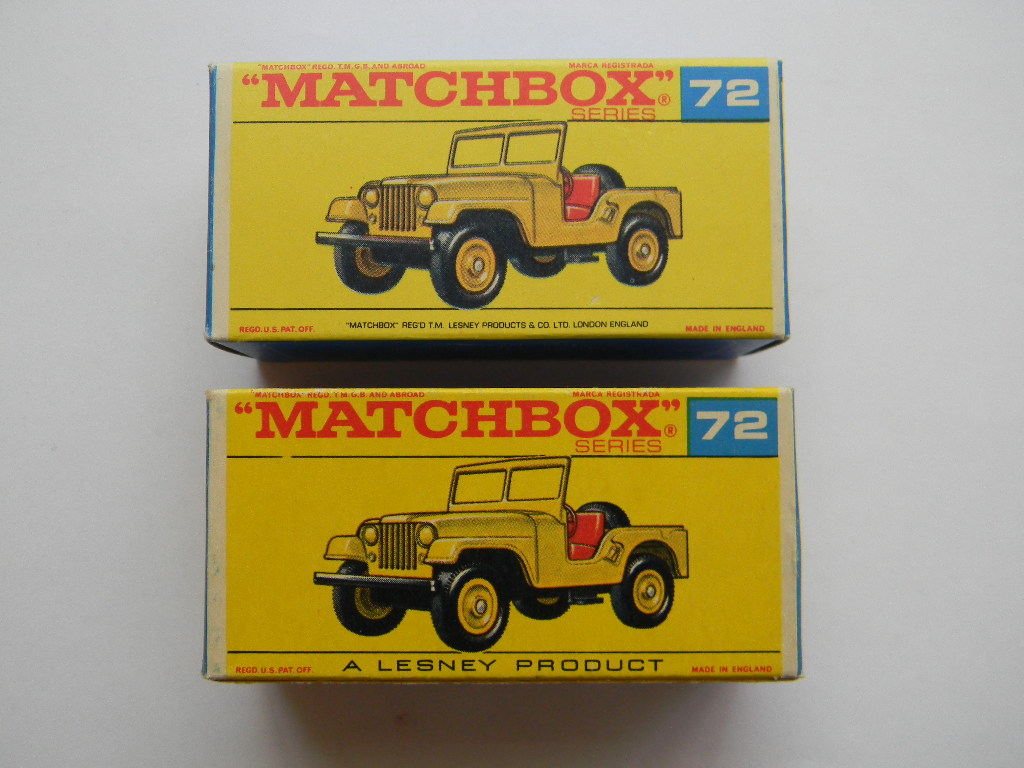 "MATCHBOX" REGD. T.M. G.B. AND ABROAD MARCA REGISTRADA
“MATCHBOX”® 72
SERIES
REGD. U.S. PAT. OFF. "MATCHBOX" REG'D T.M. LESNEY PRODUCTS & CO. LTD. LONDON ENGLAND MADE IN ENGLAND
"MATCHBOX" REGD. T.M. G.B. AND ABROAD MARCA REGISTRADA
“MATCHBOX”® 72
SERIES
REGD. U.S. PAT. OFF. A LESNEY PRODUCT MADE IN ENGLAND